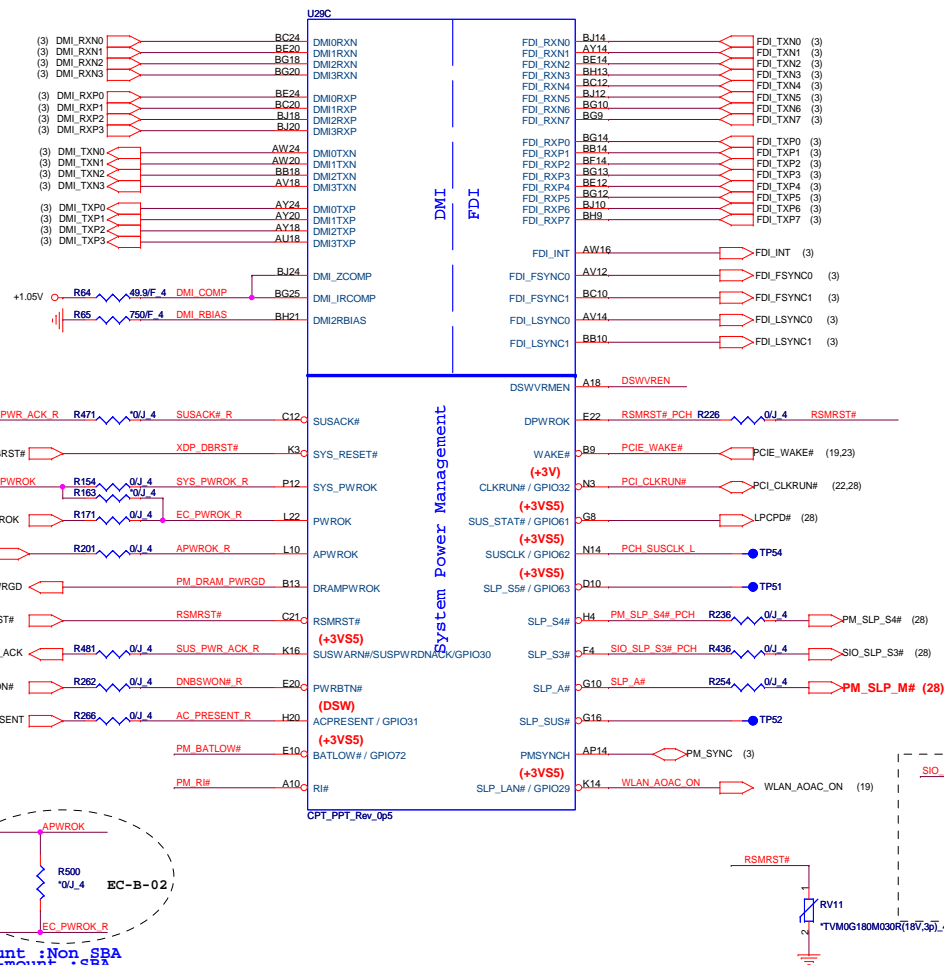 U29C
(3) DMI_RXN0 BC24 DMI0RXN FDI_RXN0 BJ14 FDI_TXN0 (3)
(3) DMI_RXN1 BE20 DMI1RXN FDI_RXN1 AY14 FDI_TXN1 (3)
(3) DMI_RXN2 BG18 DMI2RXN FDI_RXN2 BE14 FDI_TXN2 (3)
(3) DMI_RXN3 BG20 DMI3RXN FDI_RXN3 BH13 FDI_TXN3 (3)
FDI_RXN4 BC12 FDI_TXN4 (3)
(3) DMI_RXP0 BE24 DMI0RXP FDI_RXN5 BJ12 FDI_TXN5 (3)
(3) DMI_RXP1 BC20 DMI1RXP FDI_RXN6 BG10 FDI_TXN6 (3)
(3) DMI_RXP2 BJ18 DMI2RXP FDI_RXN7 BG9 FDI_TXN7 (3)
(3) DMI_RXP3 BJ20 DMI3RXP
FDI_RXP0 BG14 FDI_TXP0 (3)
(3) DMI_TXN0 AW24 DMI0TXN FDI_RXP1 BB14 FDI_TXP1 (3)
(3) DMI_TXN1 AW20 DMI1TXN FDI_RXP2 BF14 FDI_TXP2 (3)
(3) DMI_TXN2 BB18 DMI2TXN FDI_RXP3 BG13 FDI_TXP3 (3)
(3) DMI_TXN3 AV18 DMI3TXN FDI_RXP4 BE12 FDI_TXP4 (3)
FDI_RXP5 BG12 FDI_TXP5 (3)
(3) DMI_TXP0 AY24 DMI0TXP FDI_RXP6 BJ10 FDI_TXP6 (3)
(3) DMI_TXP1 AY20 DMI1TXP FDI_RXP7 BH9 FDI_TXP7 (3)
(3) DMI_TXP2 AY18 DMI2TXP
(3) DMI_TXP3 AU18 DMI3TXP
DMI
FDI
FDI_INT AW16 FDI_INT (3)
BJ24 DMI_ZCOMP FDI_FSYNC0 AV12 FDI_FSYNC0 (3)
+1.05V R64 49.9/F_4 DMI_COMP BG25 DMI_IRCOMP FDI_FSYNC1 BC10 FDI_FSYNC1 (3)
R65 750/F_4 DMI_RBIAS BH21 DMI2RBIAS FDI_LSYNC0 AV14 FDI_LSYNC0 (3)
FDI_LSYNC1 BB10 FDI_LSYNC1 (3)
System Power Management
DSWVRMEN A18 DSWVREN
PWR_ACK_R R471 *0/J_4 SUSACK#_R C12 SUSACK# DPWROK E22 RSMRST#_PCH R226 0/J_4 RSMRST#
BRST# XDP_DBRST# K3 SYS_RESET# WAKE# B9 PCIE_WAKE# PCIE_WAKE# (19,23)
(+3V)
PWROK R154 0/J_4 SYS_PWROK_R P12 SYS_PWROK CLKRUN# / GPIO32 N3 PCI_CLKRUN# PCI_CLKRUN# (22,28)
R163 *0/J_4
(+3VS5)
ROK R171 0/J_4 EC_PWROK_R L22 PWROK SUS_STAT# / GPIO61 G8 LPCPD# (28)
(+3VS5)
R201 0/J_4 APWROK_R L10 APWROK SUSCLK / GPIO62 N14 PCH_SUSCLK_L TP54
(+3VS5)
WRGD PM_DRAM_PWRGD B13 DRAMPWROK SLP_S5# / GPIO63 D10 TP51
ST# RSMRST# C21 RSMRST# SLP_S4# H4 PM_SLP_S4#_PCH R236 0/J_4 PM_SLP_S4# (28)
(+3VS5)
_ACK R481 0/J_4 SUS_PWR_ACK_R K16 SUSWARN#/SUSPWRDNACK/GPIO30 SLP_S3# F4 SIO_SLP_S3#_PCH R436 0/J_4 SIO_SLP_S3# (28)
ON# R262 0/J_4 DNBSWON#_R E20 PWRBTN# SLP_A# G10 SLP_A# R254 0/J_4 PM_SLP_M# (28)
(DSW)
SENT R266 0/J_4 AC_PRESENT_R H20 ACPRESENT / GPIO31 SLP_SUS# G16 TP52
(+3VS5)
PM_BATLOW# E10 BATLOW# / GPIO72 PMSYNCH AP14 PM_SYNC (3)
(+3VS5)
PM_RI# A10 RI# SLP_LAN# / GPIO29 K14 WLAN_AOAC_ON WLAN_AOAC_ON (19)
SIO_
CPT_PPT_Rev_0p5
APWROK
R500
*0/J_4
EC-B-02
EC_PWROK_R
unt :Non SBA
-mount :SBA
RSMRST#
1
RV11
*TVM0G180M030R(18V,3p)_4
2